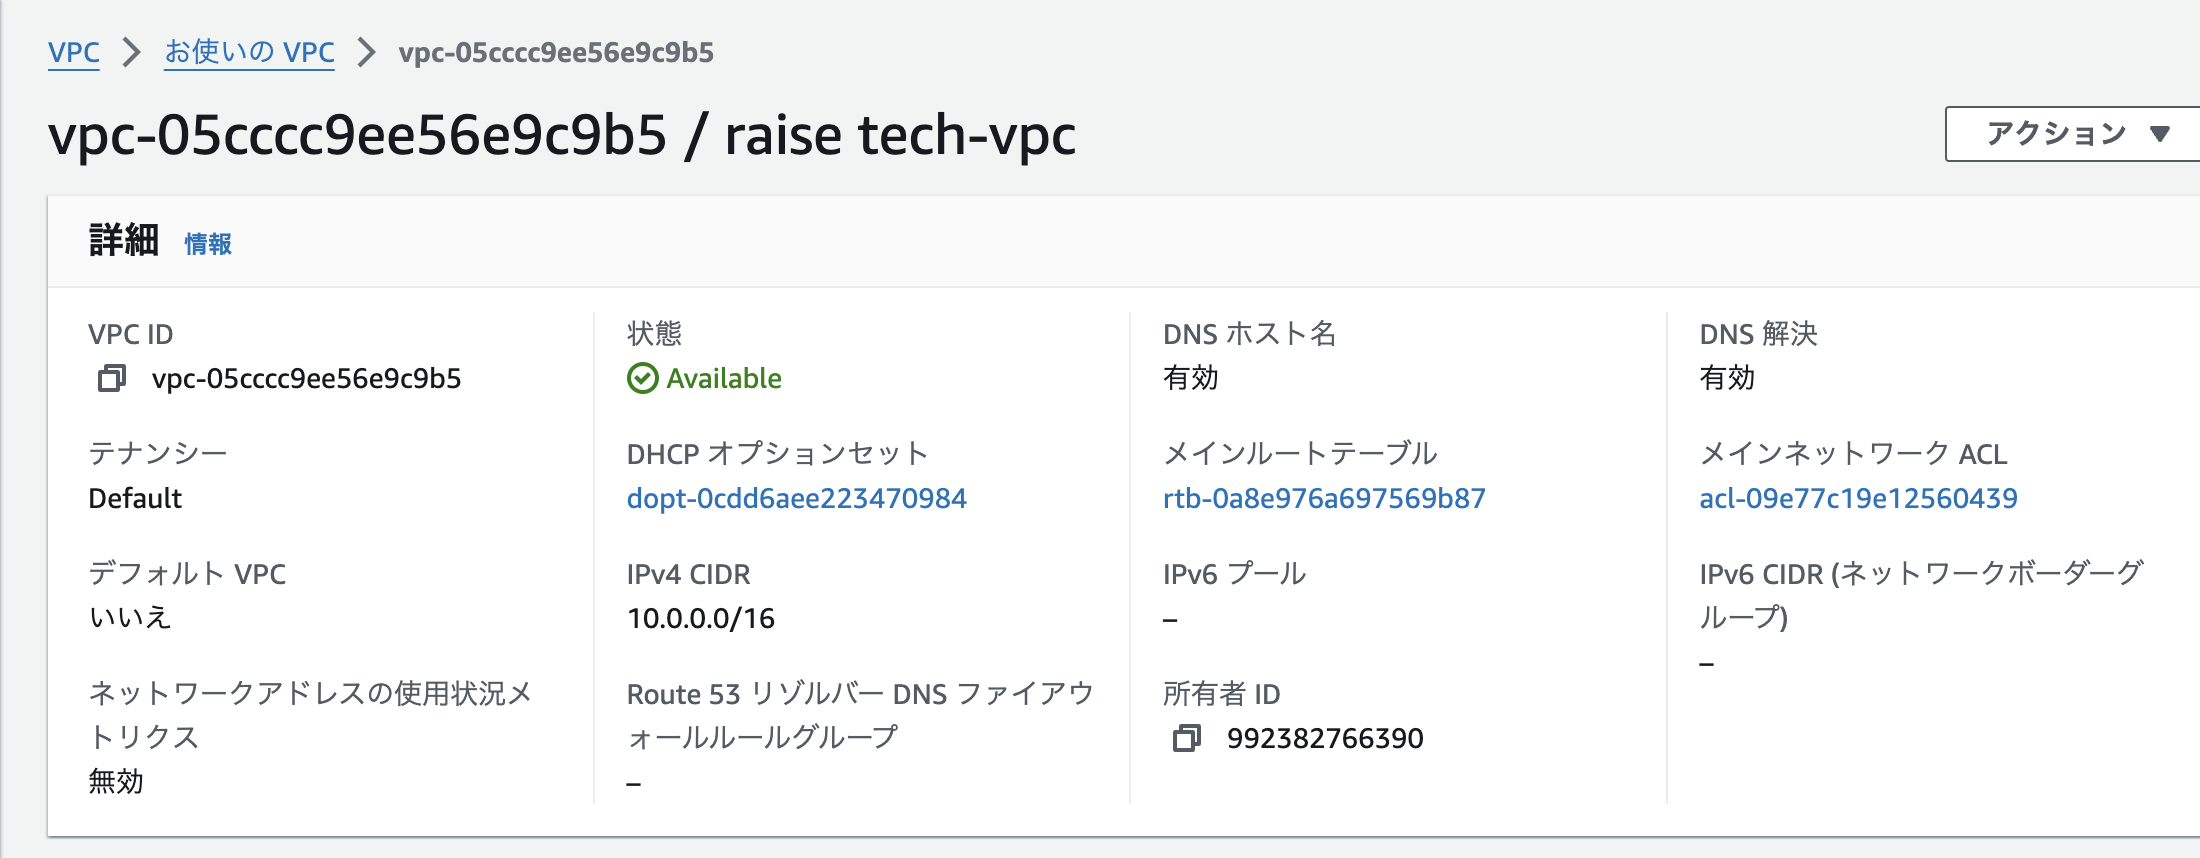 VPC > お使いの VPC > vpc-05cccc9ee56e9c9b5
vpc-05cccc9ee56e9c9b5 / raise tech-vpc
アクション ▼
詳細 情報
VPC ID
vpc-05cccc9ee56e9c9b5
状態
Available
DNS ホスト名
有効
DNS 解決
有効
テナンシー
Default
DHCP オプションセット
dopt-0cdd6aee223470984
メインルートテーブル
rtb-0a8e976a697569b87
メインネットワーク ACL
acl-09e77c19e12560439
デフォルト VPC
いいえ
IPv4 CIDR
10.0.0.0/16
IPv6 プール
–
IPv6 CIDR (ネットワークボーダーグ
ループ)
–
ネットワークアドレスの使用状況メ
トリクス
無効
Route 53 リゾルバー DNS ファイアウ
ォールルールグループ
–
所有者 ID
992382766390